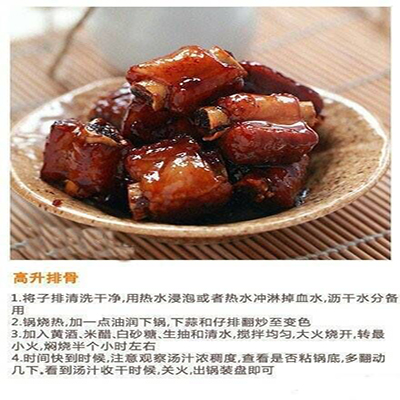 高升排骨
1.将子排清洗干净,用热水浸泡或者热水冲淋掉血水,沥干水分备
用
2.锅烧热,加一点油润下锅,下蒜和仔排翻炒至变色
3.加入黄酒、米醋、白砂糖、生抽和清水,搅拌均匀,大火烧开,转最
小火,焖烧半个小时左右
4.时间快到时候,注意观察汤汁浓稠度,查看是否粘锅底,多翻动
几下,看到汤汁收干时候,关火,出锅装盘即可